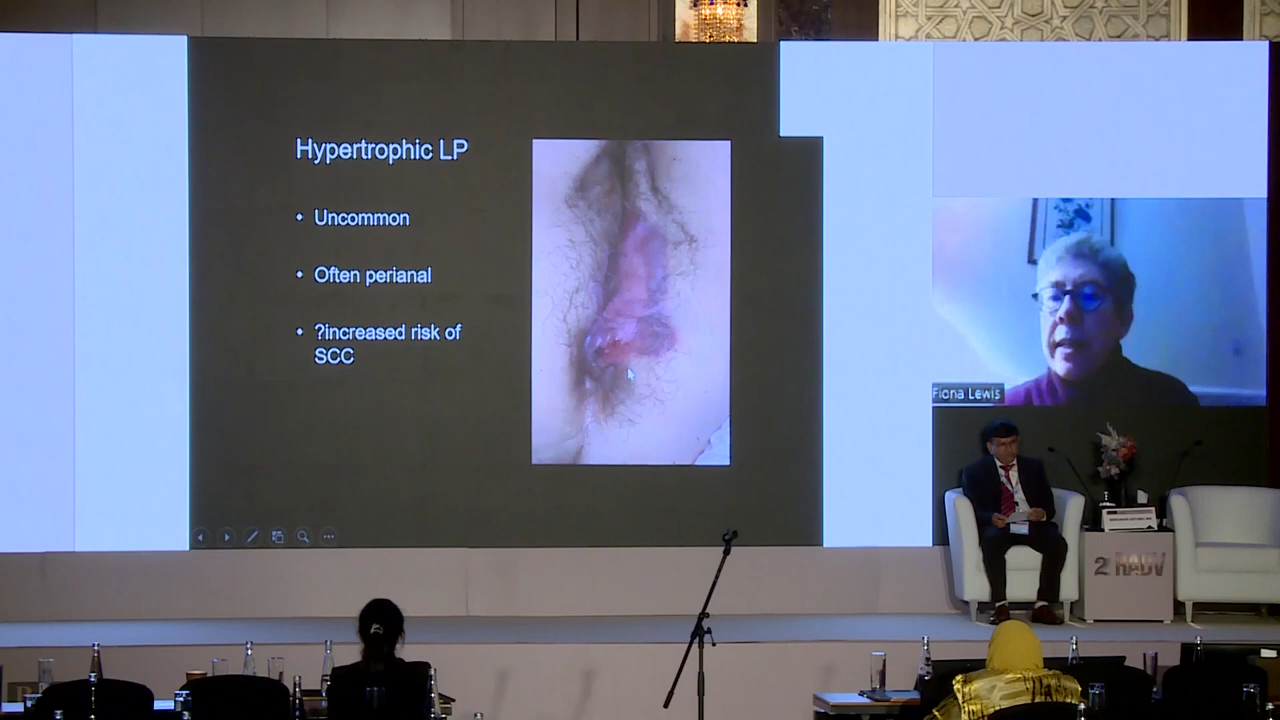 Hypertrophic LP
• Uncommon
• Often perianal
• ?increased risk of
SCC
Fiona Lewis
2 RADV